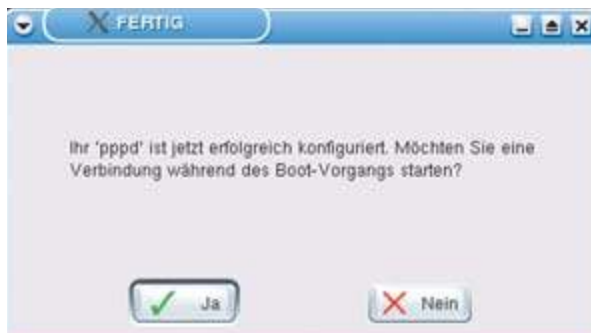 FERTIG
Ihr 'pppd' ist jetzt erfolgreich konfiguriert. Möchten Sie eine
Verbindung während des Boot-Vorgangs starten?
Ja
Nein